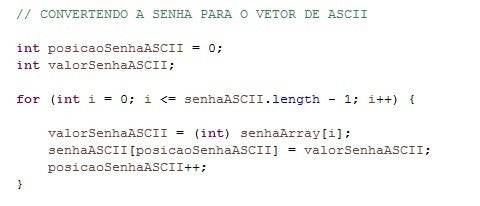 // CONVERTENDO A SENHA PARA O VETOR DE ASCII
int posicaoSenhaASCII = 0;
int valorSenhaASCII;
for (int i = 0; i <= senhaASCII.length - 1; i++) {
valorSenhaASCII = (int) senhaArray[i];
senhaASCII[posicaoSenhaASCII] = valorSenhaASCII;
posicaoSenhaASCII++;
}